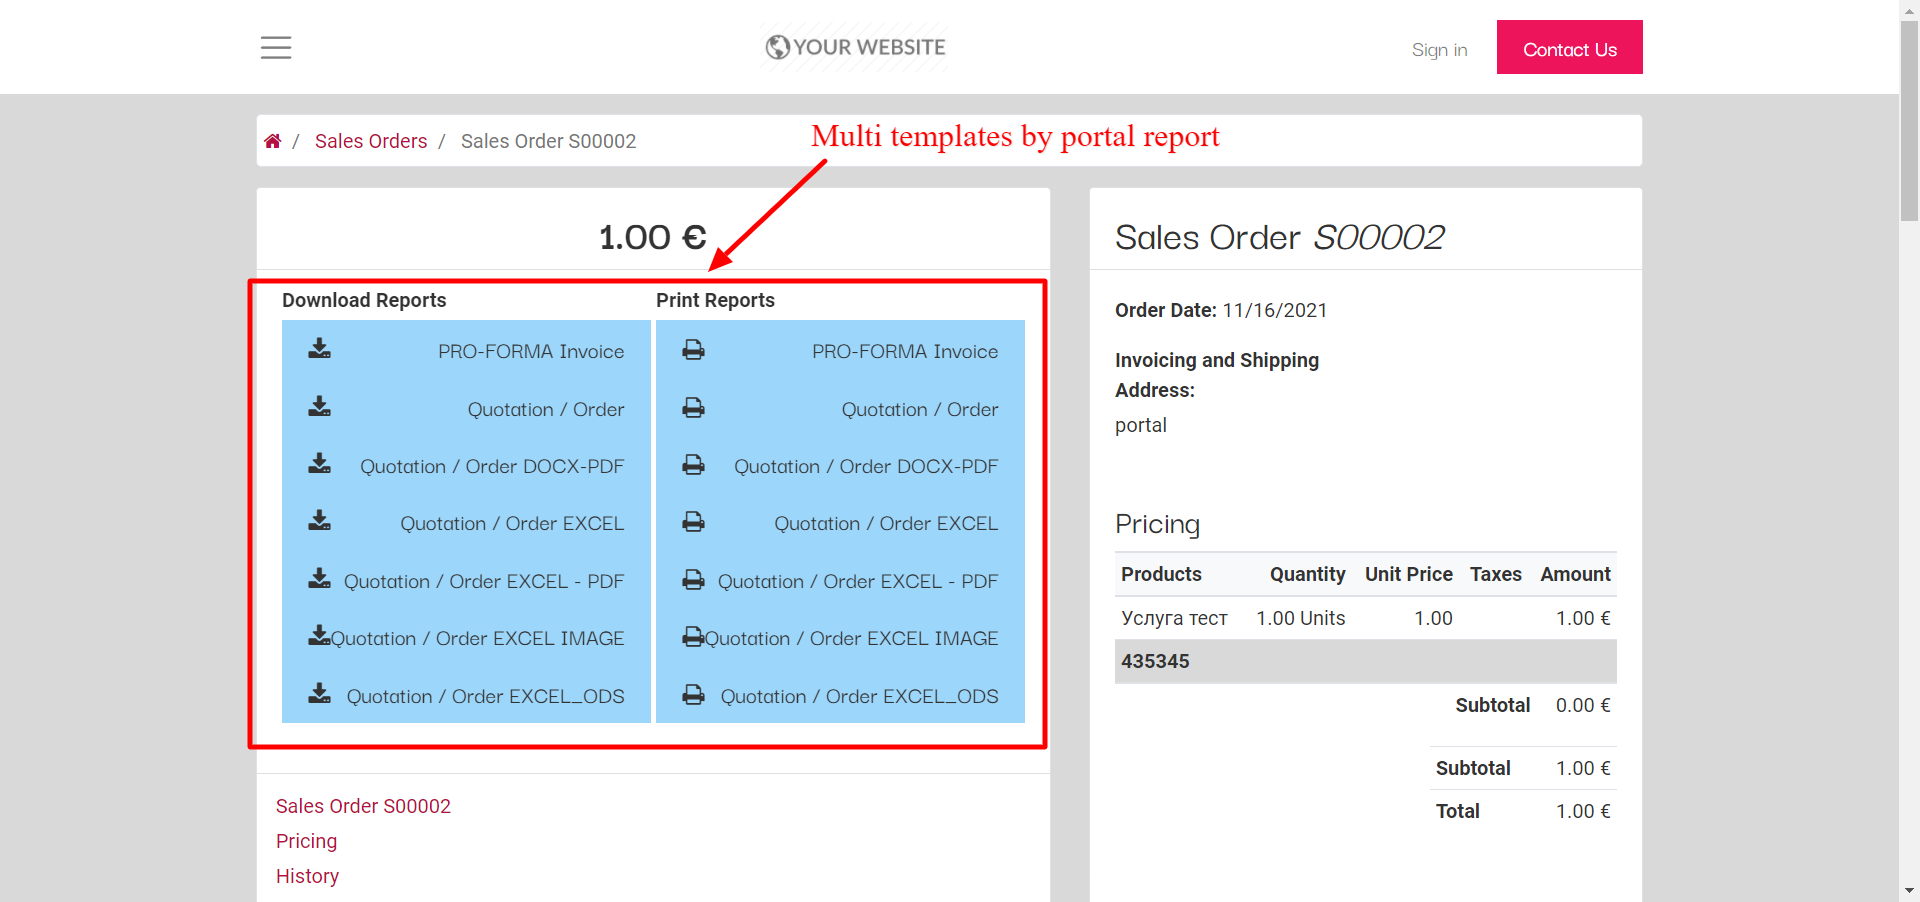 YOUR WEBSITE
Sign in
Contact Us
/ Sales Orders / Sales Order S00002
Multi templates by portal report
1.00 €
Download Reports
PRO-FORMA Invoice
Quotation / Order
Quotation / Order DOCX-PDF
Quotation / Order EXCEL
Quotation / Order EXCEL - PDF
Quotation / Order EXCEL IMAGE
Quotation / Order EXCEL_ODS
Print Reports
PRO-FORMA Invoice
Quotation / Order
Quotation / Order DOCX-PDF
Quotation / Order EXCEL
Quotation / Order EXCEL - PDF
Quotation / Order EXCEL IMAGE
Quotation / Order EXCEL_ODS
Sales Order S00002
Pricing
History
Sales Order S00002
Order Date: 11/16/2021
Invoicing and Shipping
Address:
portal
Pricing
Products Quantity Unit Price Taxes Amount
Услуга тест 1.00 Units 1.00 1.00 €
435345
Subtotal 0.00 €
Subtotal 1.00 €
Total 1.00 €